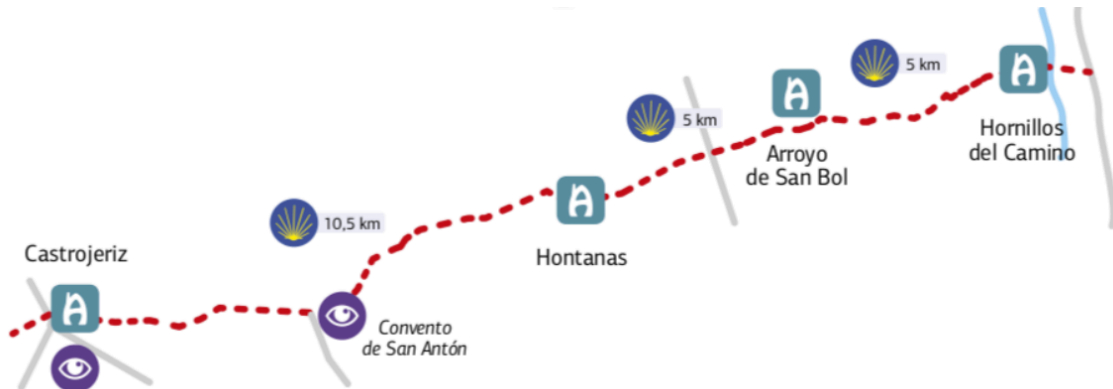 5 km
Hornillos
del Camino
5 km
Arroyo
de San Bol
Hontanas
10,5 km
Castrojeriz
Convento
de San Antón